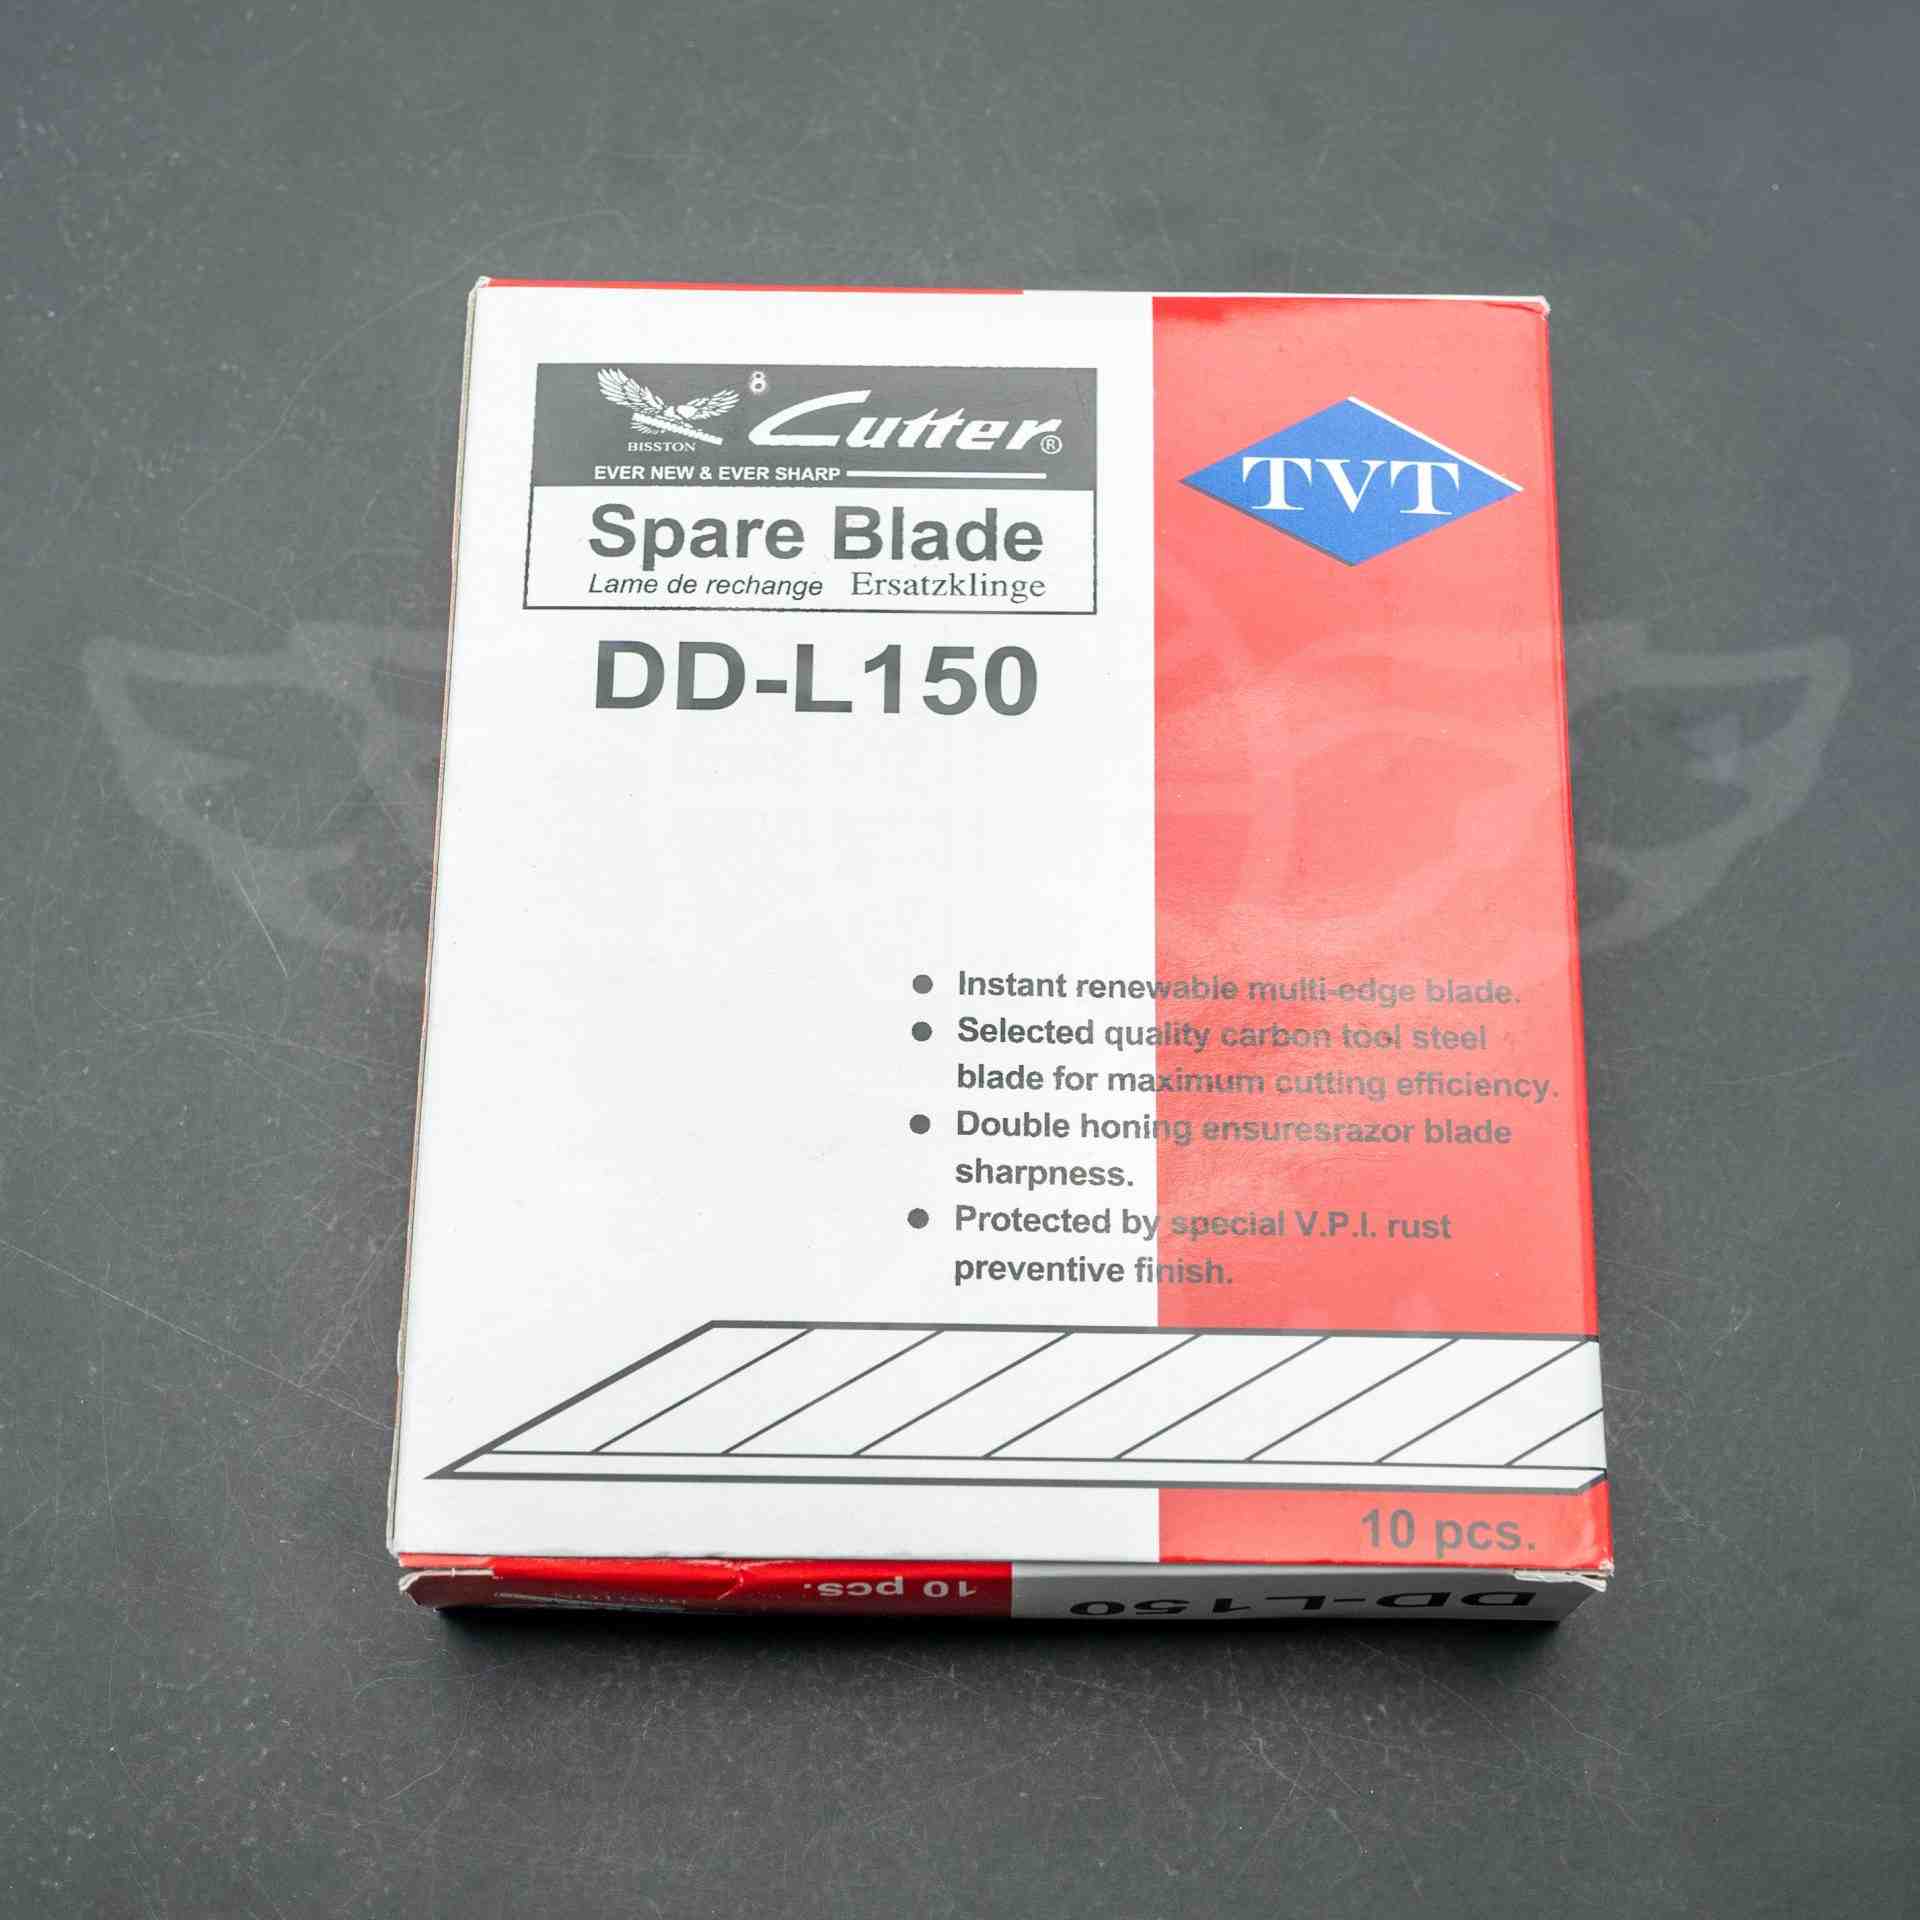 8
Cutter®
BISSTON
EVER NEW & EVER SHARP
Spare Blade
Lame de rechange Ersatzklinge
DD-L150
TVT
● Instant renewable multi-edge blade.
● Selected quality carbon tool steel
blade for maximum cutting efficiency.
● Double honing ensuresrazor blade
sharpness.
● Protected by special V.P.I. rust
preventive finish.
10 pcs.
10 pcs.
DD-L150